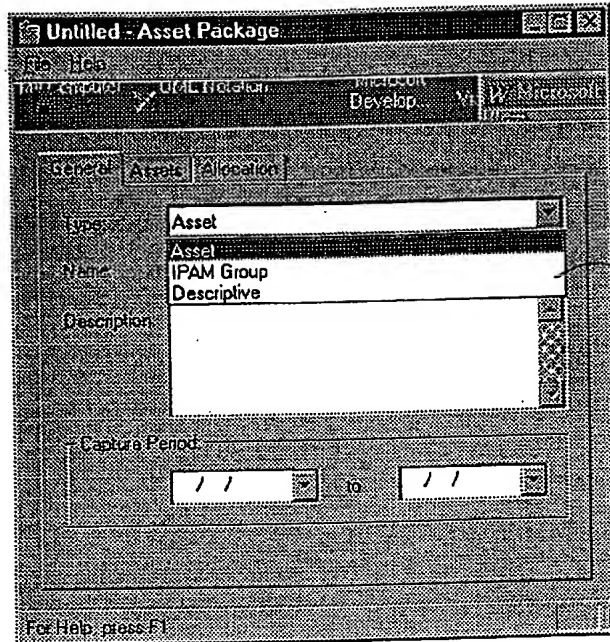 Untitled - Asset Package
File Help
UML Notation
Microsoft
Develop...
W Microsoft
General Assets Allocation
Type: Asset
Asset
Name: IPAM Group
Descriptive
Description:
Capture Period:
/ / to / /
For Help, press F1